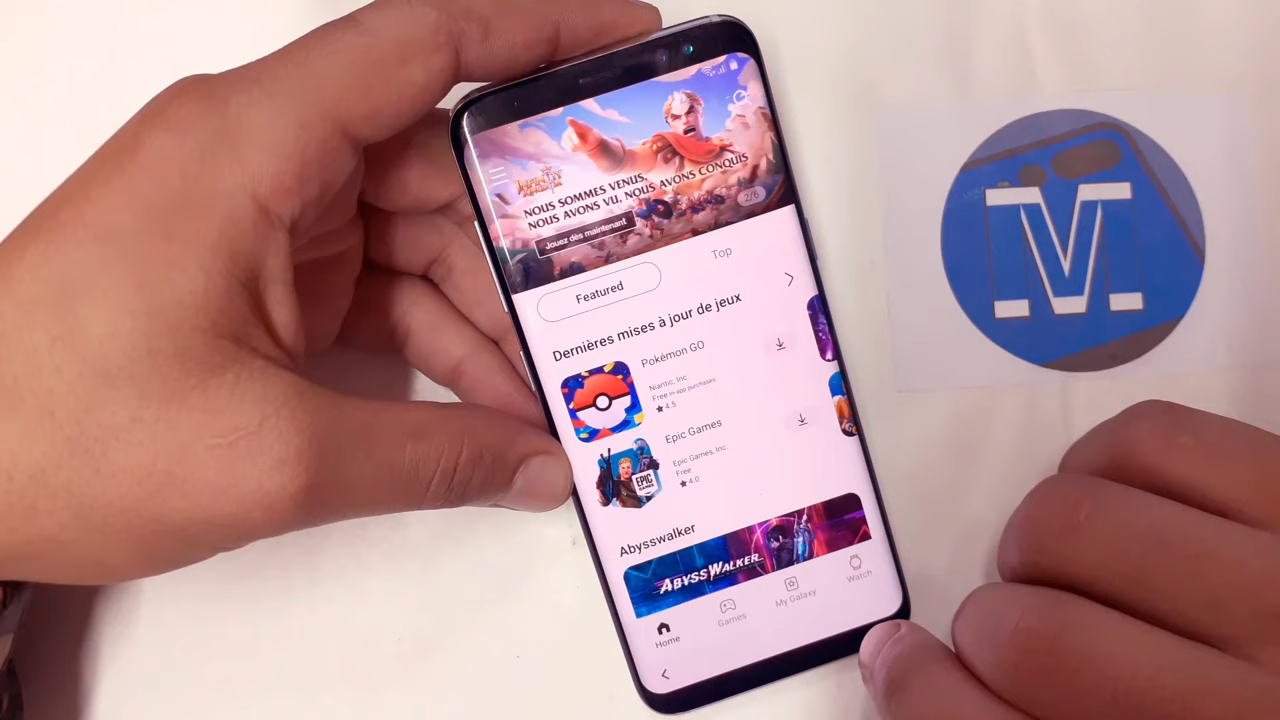 NOUS SOMMES VENUS,
NOUS AVONS VU, NOUS AVONS CONQUIS
Jouez dès maintenant
2/6
Featured
Top
Dernières mises à jour de jeux
Pokémon GO
Niantic, Inc
Free In-app purchases
★ 4.5
Epic Games
Epic Games, Inc.
Free
★ 4.0
EPIC
GAMES
Abysswalker
ABYSSWALKER
Home
Games
My Galaxy
Watch
M